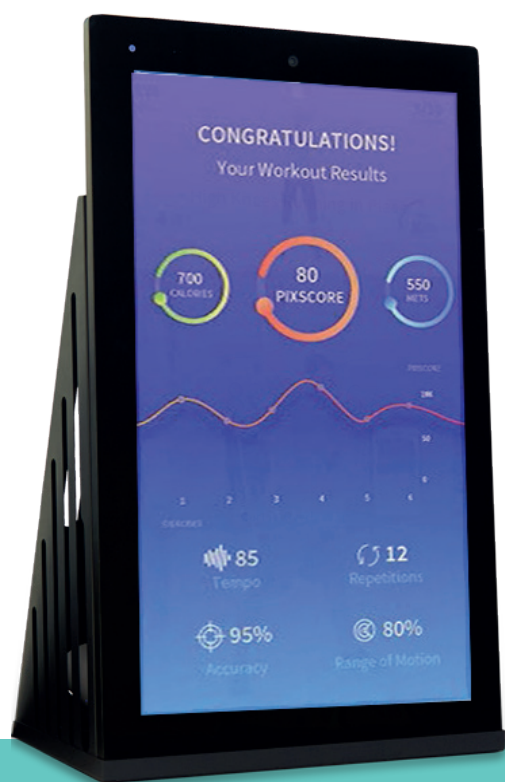 CONGRATULATIONS!
Your Workout Results
700
CALORIES
80
PIXSCORE
550
METS
PIXSCORE
100
50
0
1 2 3 4 5 6
EXERCISES
85
Tempo
12
Repetitions
95%
Accuracy
80%
Range of Motion